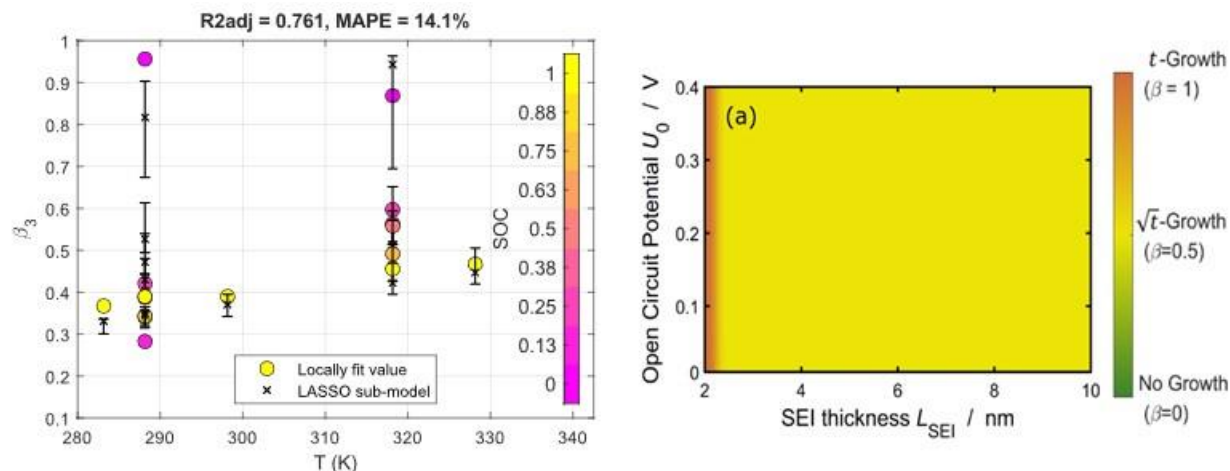 R2adj = 0.761, MAPE = 14.1%
1
0.9
0.8
0.7
0.6
0.5
0.4
0.3
0.2
0.1
β3
280
290
300
310
320
330
340
T (K)
Locally fit value
LASSO sub-model
SOC
1
0.88
0.75
0.63
0.5
0.38
0.25
0.13
0
(a)
Open Circuit Potential U0 / V
0.4
0.3
0.2
0.1
0
2
4
6
8
10
SEI thickness LSEI / nm
t-Growth
(β = 1)
√t-Growth
(β=0.5)
No Growth
(β=0)